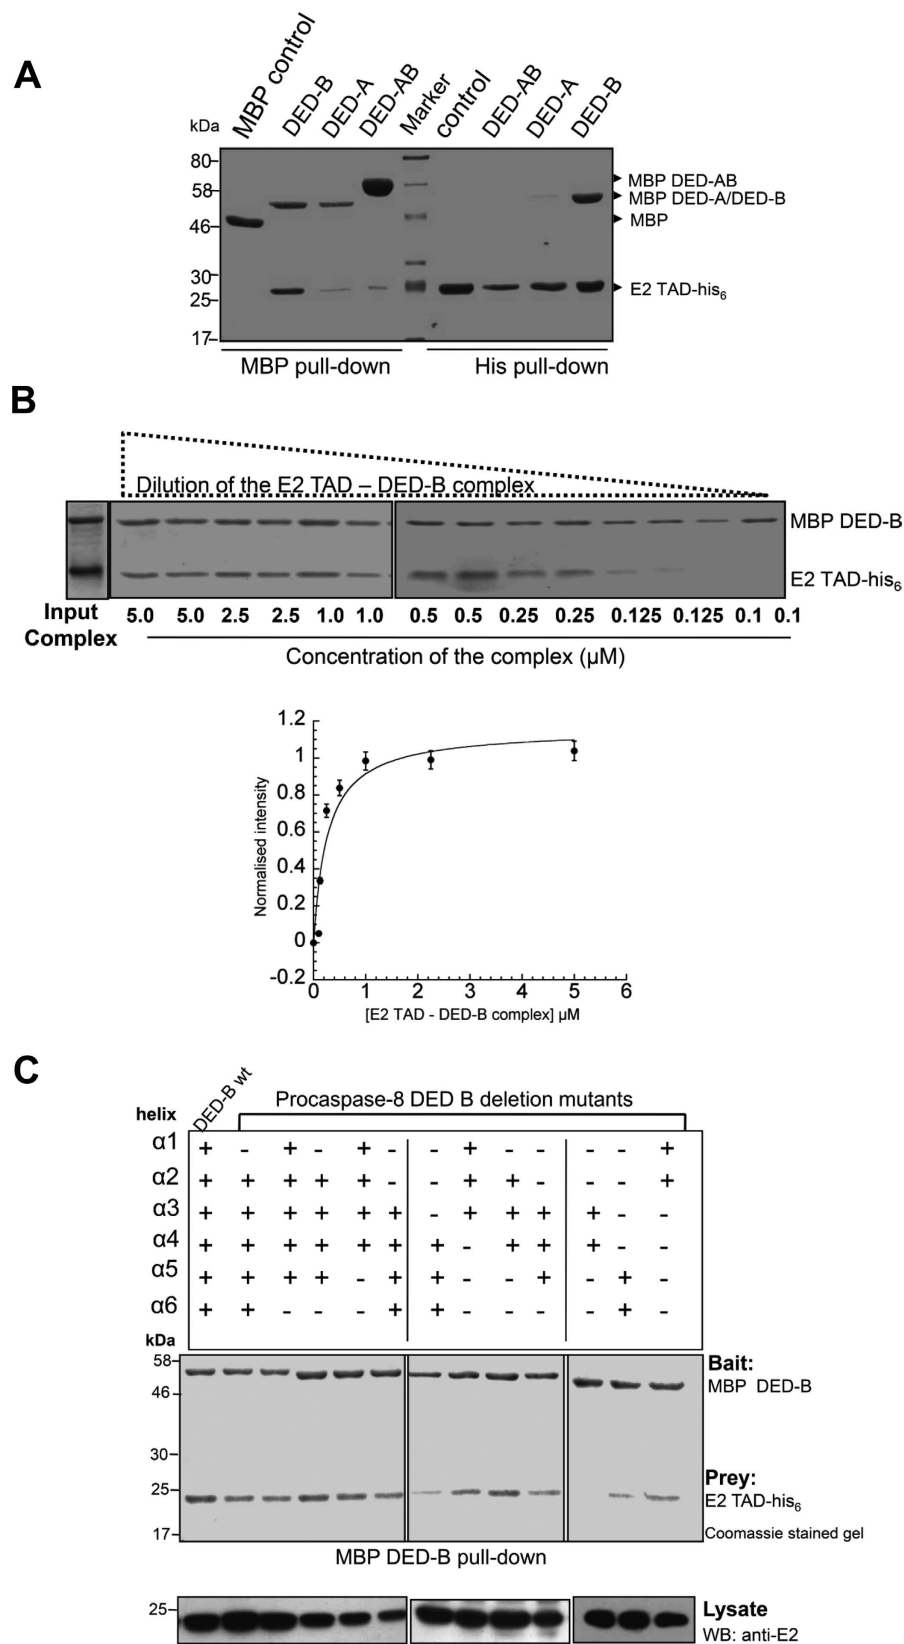 A
kDa
MBP control
DED-B
DED-A
DED-AB
Marker
control
DED-AB
DED-A
DED-B
80
58
46
30
25
17
MBP DED-AB
MBP DED-A/DED-B
MBP
E2 TAD-his6
MBP pull-down
His pull-down
B
Dilution of the E2 TAD – DED-B complex
MBP DED-B
E2 TAD-his6
Input Complex
5.0 5.0 2.5 2.5 1.0 1.0 0.5 0.5 0.25 0.25 0.125 0.125 0.1 0.1
Concentration of the complex (µM)
1.2
1
0.8
0.6
0.4
0.2
0
-0.2
Normalised intensity
0 1 2 3 4 5 6
[E2 TAD - DED-B complex] µM
C
DED-B wt
Procaspase-8 DED B deletion mutants
helix
α1 + - + - + - - + - - - - +
α2 + + + + + - - + + - - - +
α3 + + + + + + - + + + + - -
α4 + + + + + + + - + + + - -
α5 + + + + - + + - - + - + -
α6 + + - - - + + - - - - + -
kDa
58
46
30
25
17
Bait:
MBP DED-B
Prey:
E2 TAD-his6
Coomassie stained gel
MBP DED-B pull-down
25
Lysate
WB: anti-E2